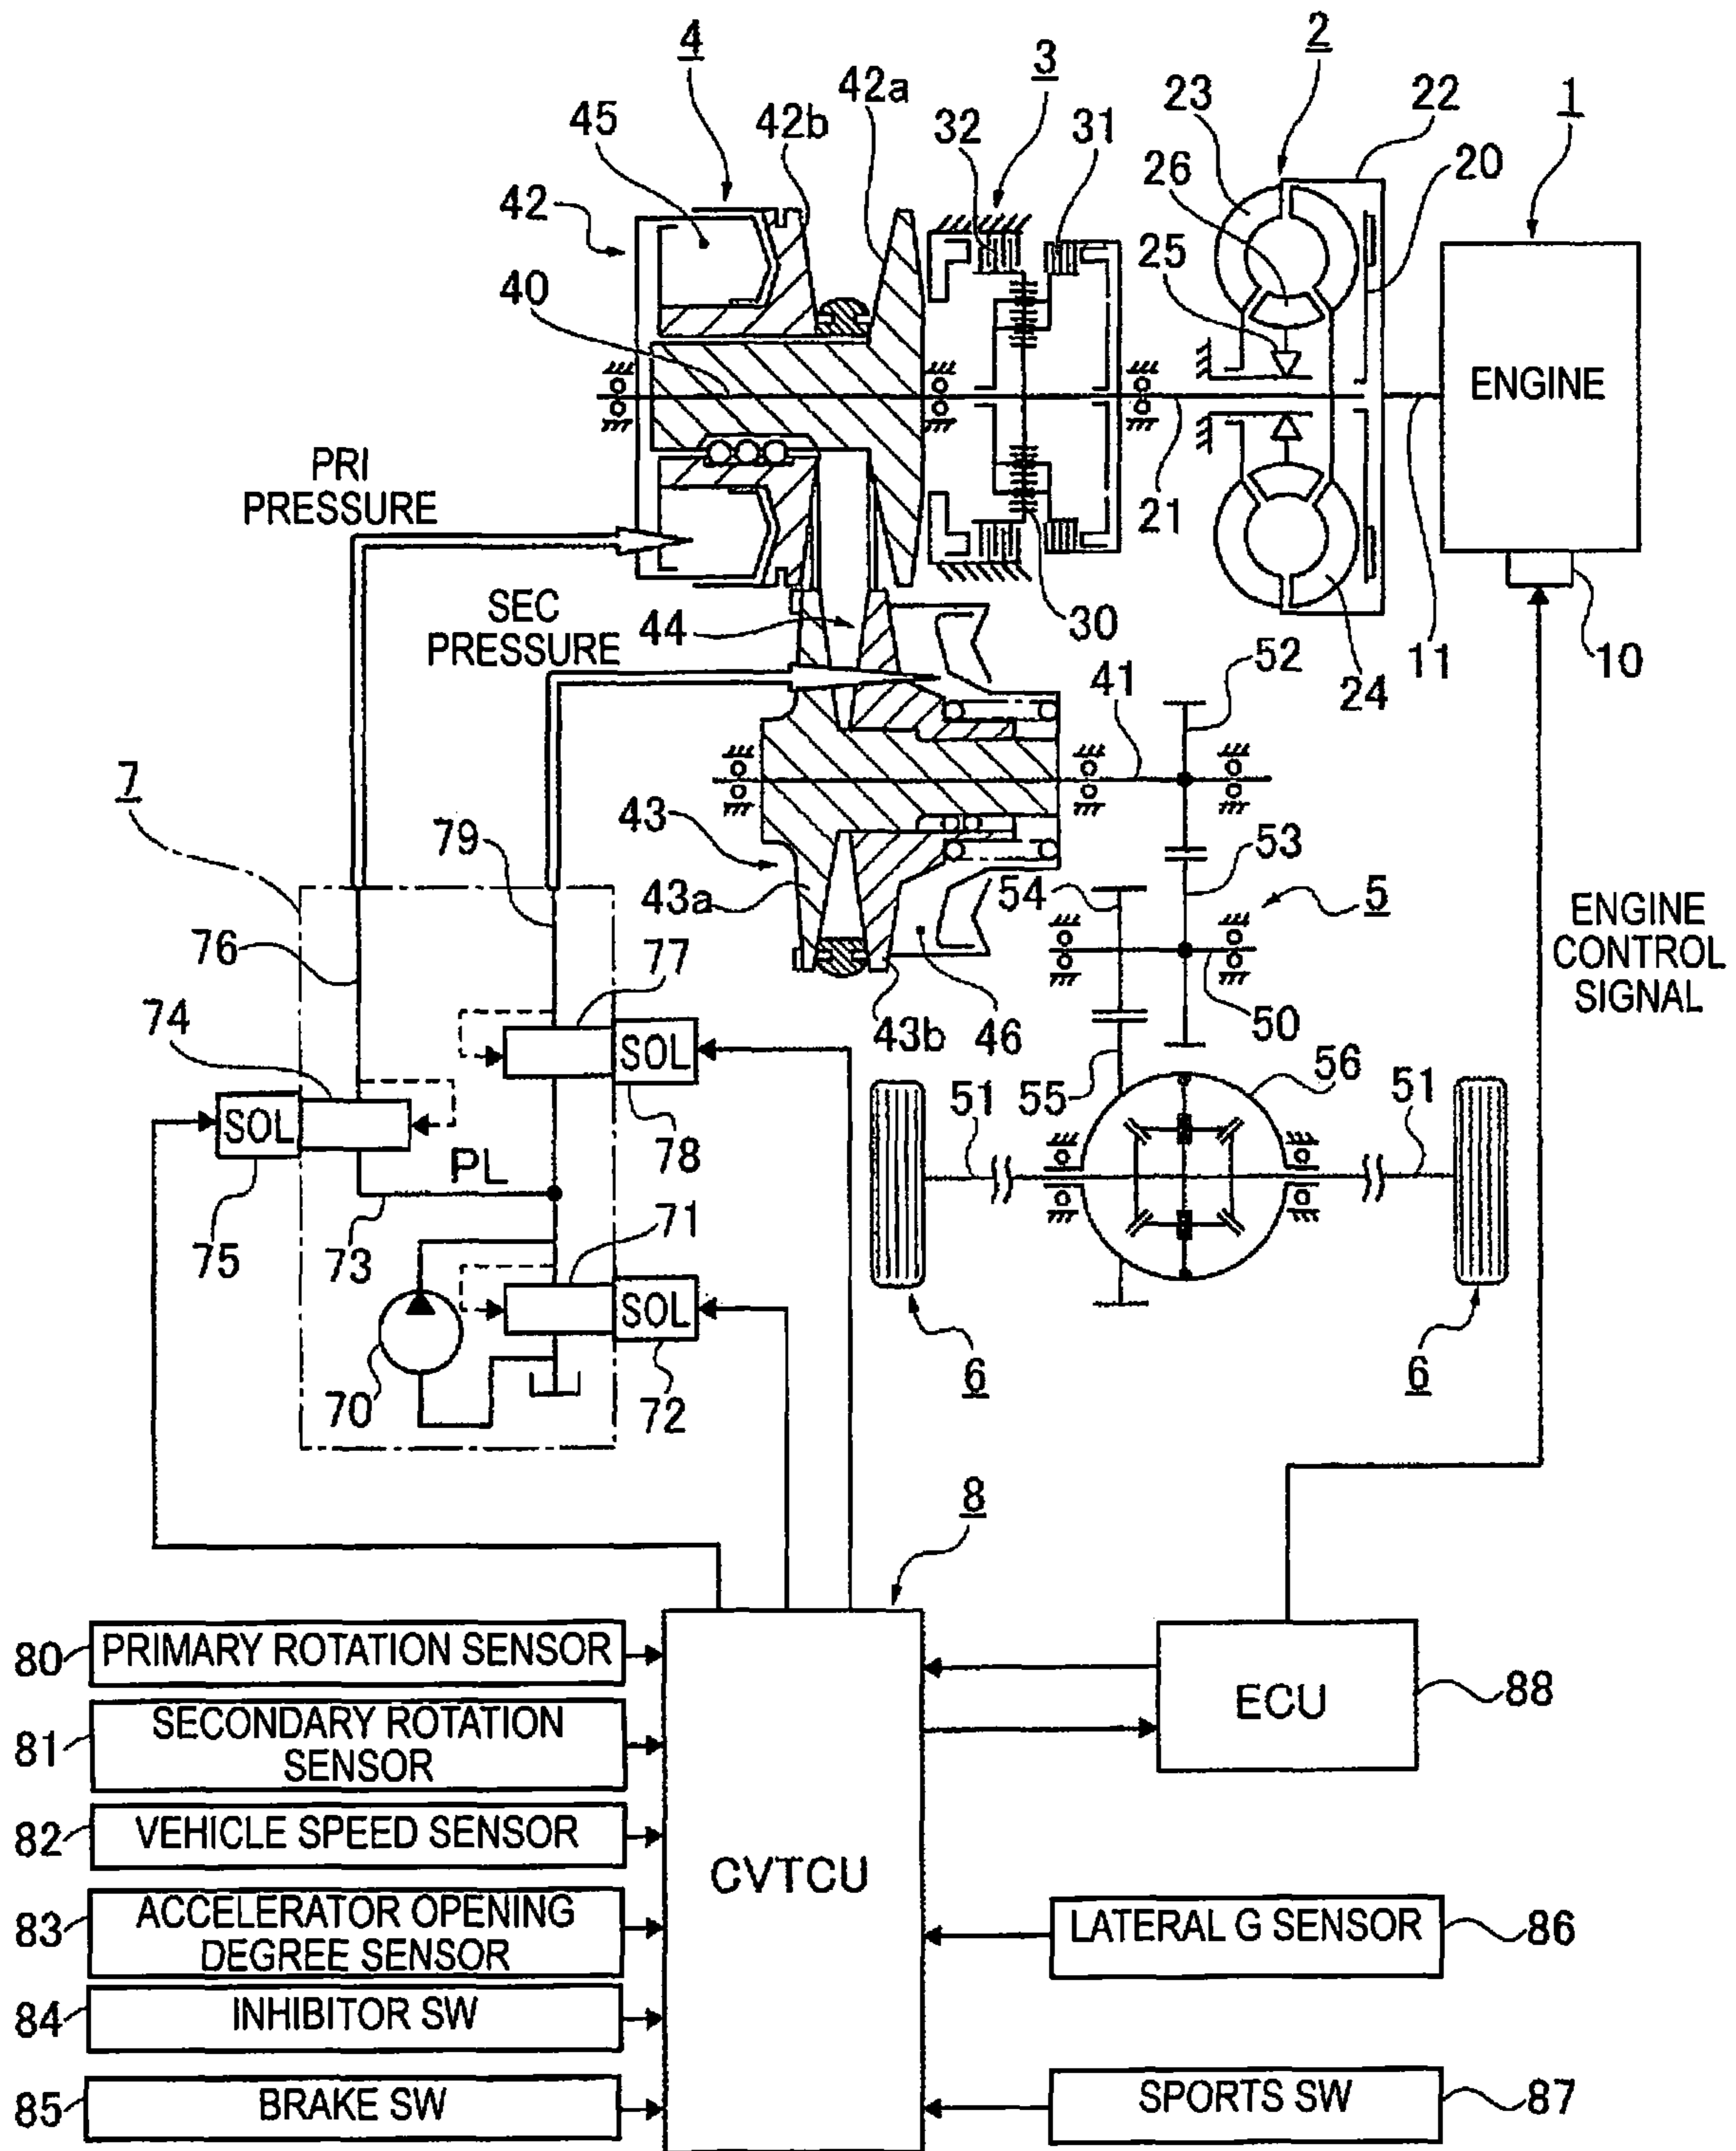 4
3
2
1
42a
45
42b
32
31
23
22
26
20
42
25
40
ENGINE
PRI
PRESSURE
21
SEC
PRESSURE
44
30
24
11
10
52
41
7
79
43
53
43a
54
5
ENGINE
CONTROL
SIGNAL
76
77
74
43b
46
50
SOL
56
SOL
51
55
51
78
PL
75
73
71
SOL
70
72
6
6
8
80
PRIMARY ROTATION SENSOR
81
SECONDARY ROTATION
SENSOR
ECU
88
82
VEHICLE SPEED SENSOR
CVTCU
83
ACCELERATOR OPENING
DEGREE SENSOR
LATERAL G SENSOR
86
84
INHIBITOR SW
85
BRAKE SW
SPORTS SW
87